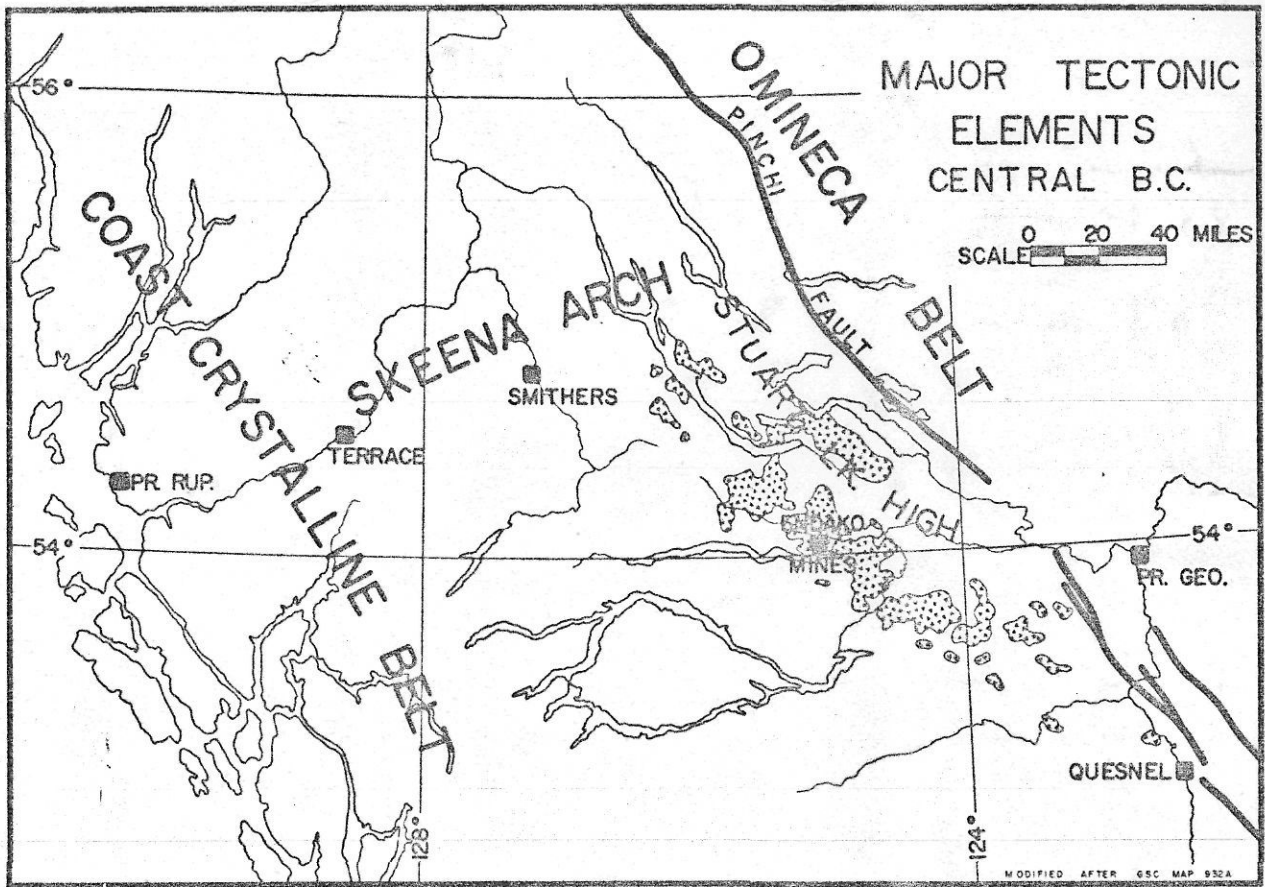 MAJOR TECTONIC
ELEMENTS
CENTRAL B.C.
SCALE 0 20 40 MILES
56°
OMINECA BELT
PINCHI FAULT
COAST CRYSTALLINE BELT
SKEENA ARCH
STUART LK. HIGH
SMITHERS
TERRACE
PR. RUP.
ENDAKO
MINES
54°
54°
PR. GEO.
QUESNEL
128°
124°
MODIFIED AFTER GSC MAP 932A